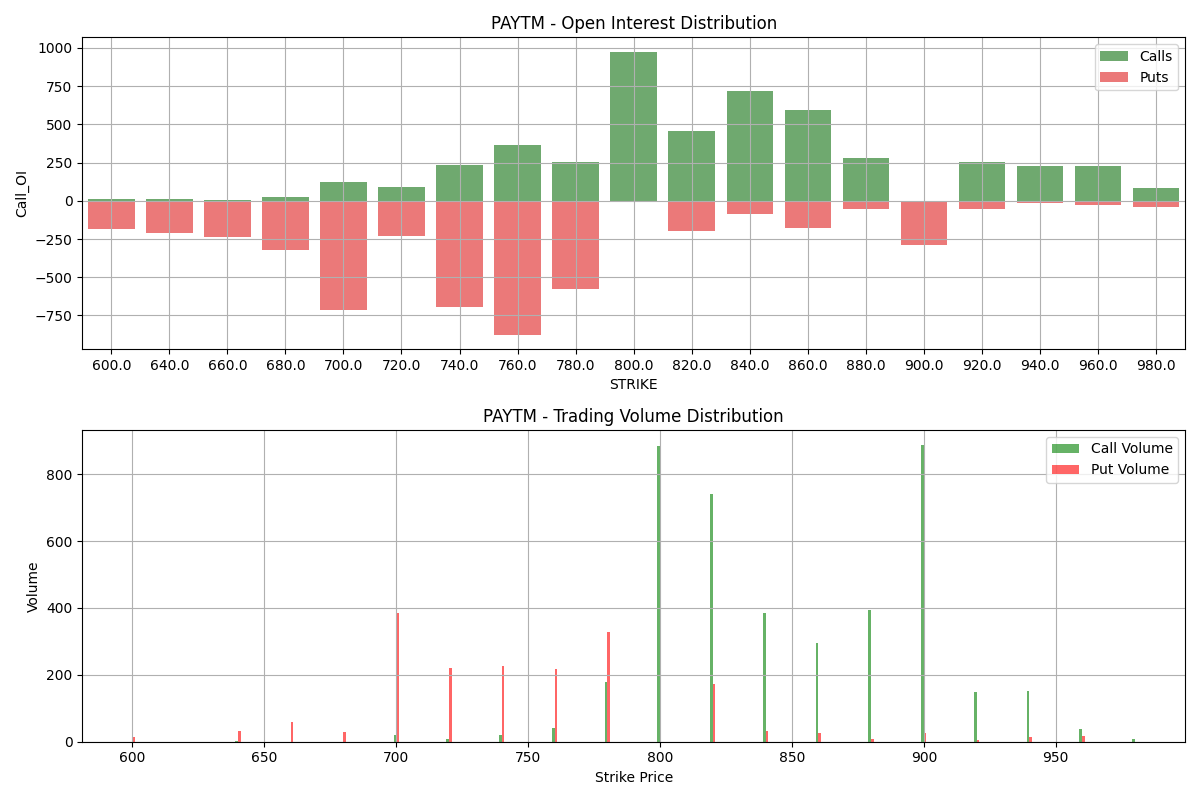 PAYTM - Open Interest Distribution
1000
750
500
250
0
−250
−500
−750
Call_OI
Calls
Puts
600.0 640.0 660.0 680.0 700.0 720.0 740.0 760.0 780.0 800.0 820.0 840.0 860.0 880.0 900.0 920.0 940.0 960.0 980.0
STRIKE
PAYTM - Trading Volume Distribution
800
600
400
200
0
Volume
Call Volume
Put Volume
600 650 700 750 800 850 900 950
Strike Price